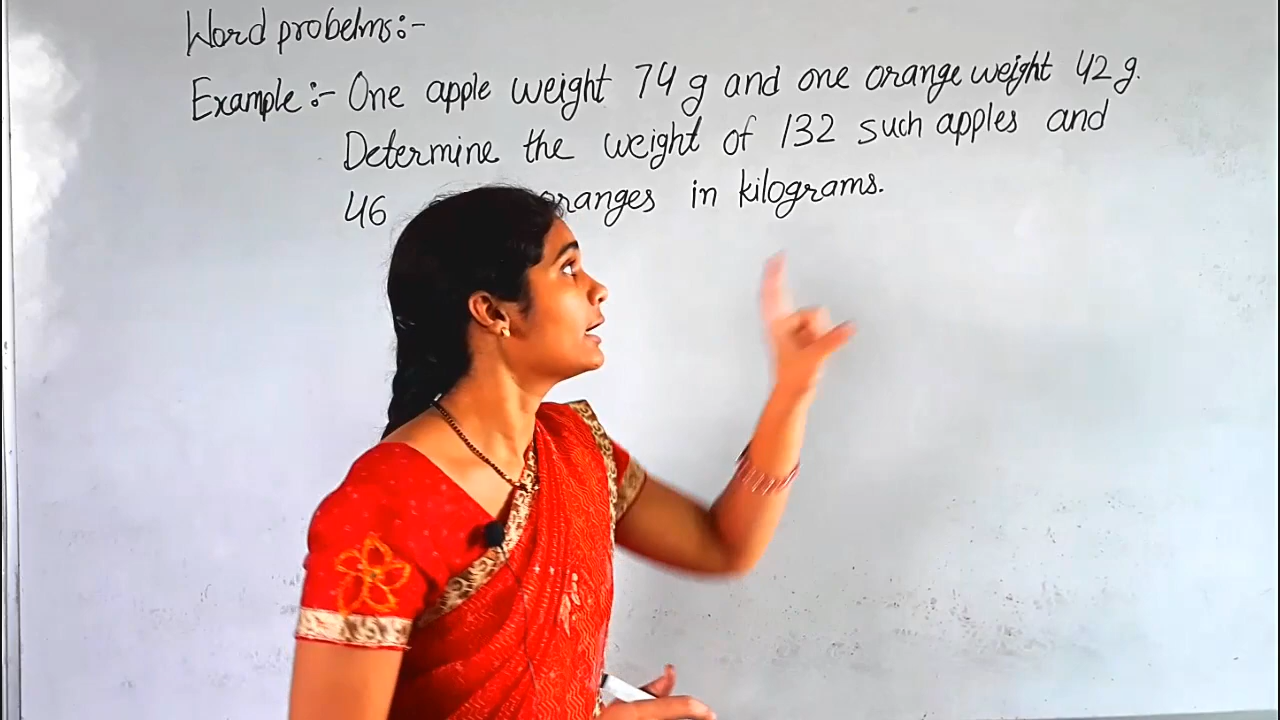 Word probelms:-
Example:- One apple weight 74 g and one orange weight 42 g.
Determine the weight of 132 such apples and
46 oranges in kilograms.